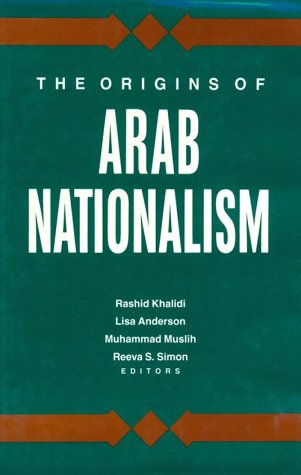 THE ORIGINS OF
ARAB
NATIONALISM
Rashid Khalidi
Lisa Anderson
Muhammad Muslih
Reeva S. Simon
EDITORS